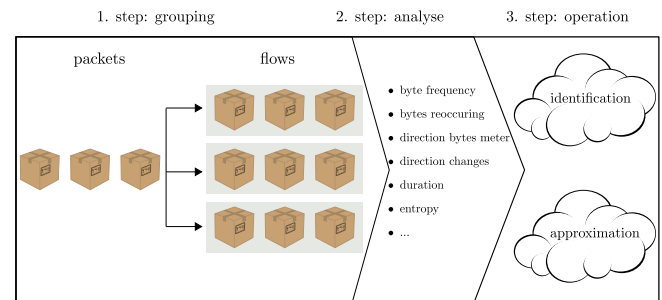 1. step: grouping
2. step: analyse
3. step: operation
packets
flows
• byte frequency
• bytes reoccuring
• direction bytes meter
• direction changes
• duration
• entropy
• ...
identification
approximation